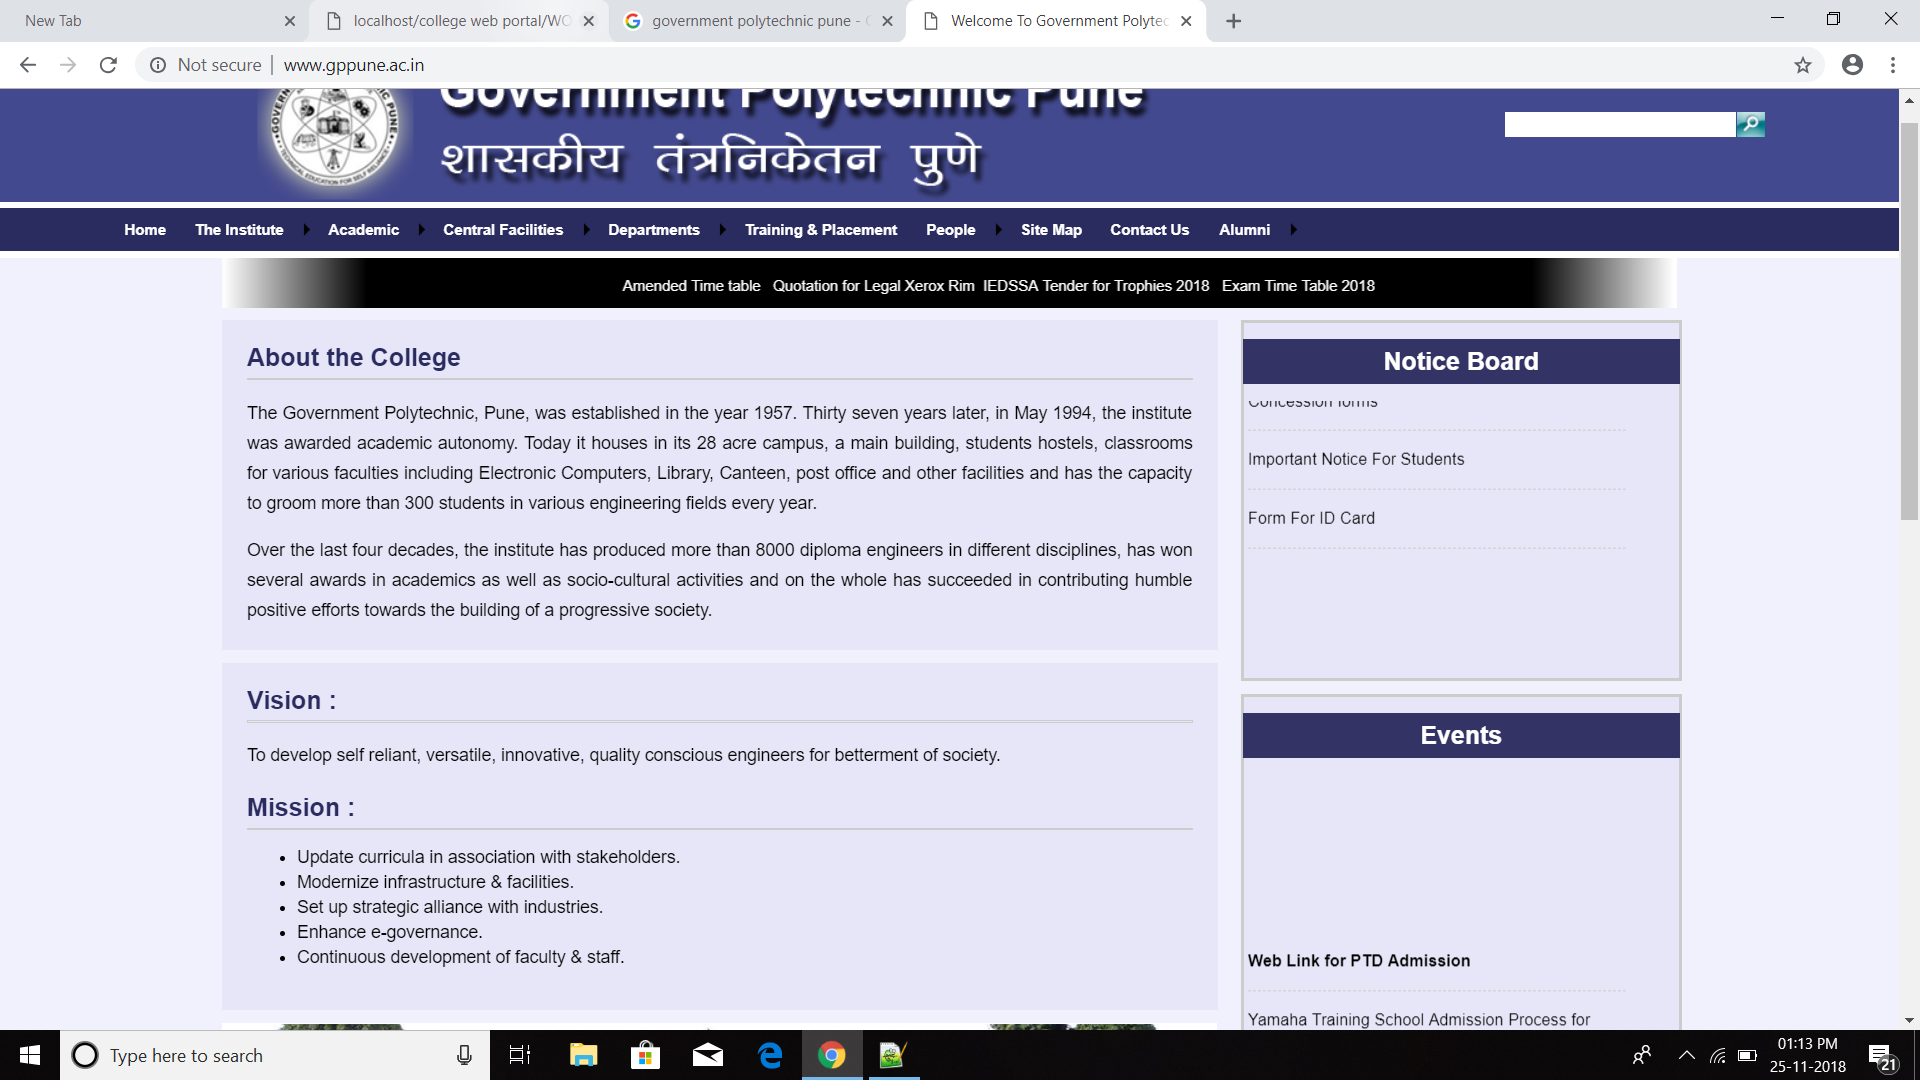 New Tab
localhost/college web portal/WO
government polytechnic pune -
Welcome To Government Polytec
Not secure
www.gppune.ac.in
Government Polytechnic Pune
शासकीय तंत्रनिकेतन पुणे
TECHNICAL EDUCATION FOR SELF RELIANCE
Home The Institute Academic Central Facilities Departments Training & Placement People Site Map Contact Us Alumni
Amended Time table Quotation for Legal Xerox Rim IEDSSA Tender for Trophies 2018 Exam Time Table 2018
About the College
The Government Polytechnic, Pune, was established in the year 1957. Thirty seven years later, in May 1994, the institute
was awarded academic autonomy. Today it houses in its 28 acre campus, a main building, students hostels, classrooms
for various faculties including Electronic Computers, Library, Canteen, post office and other facilities and has the capacity
to groom more than 300 students in various engineering fields every year.
Over the last four decades, the institute has produced more than 8000 diploma engineers in different disciplines, has won
several awards in academics as well as socio-cultural activities and on the whole has succeeded in contributing humble
positive efforts towards the building of a progressive society.
Vision :
To develop self reliant, versatile, innovative, quality conscious engineers for betterment of society.
Mission :
Update curricula in association with stakeholders.
Modernize infrastructure & facilities.
Set up strategic alliance with industries.
Enhance e-governance.
Continuous development of faculty & staff.
Notice Board
Concession forms
Important Notice For Students
Form For ID Card
Events
Web Link for PTD Admission
Yamaha Training School Admission Process for
Type here to search
01:13 PM
25-11-2018
21